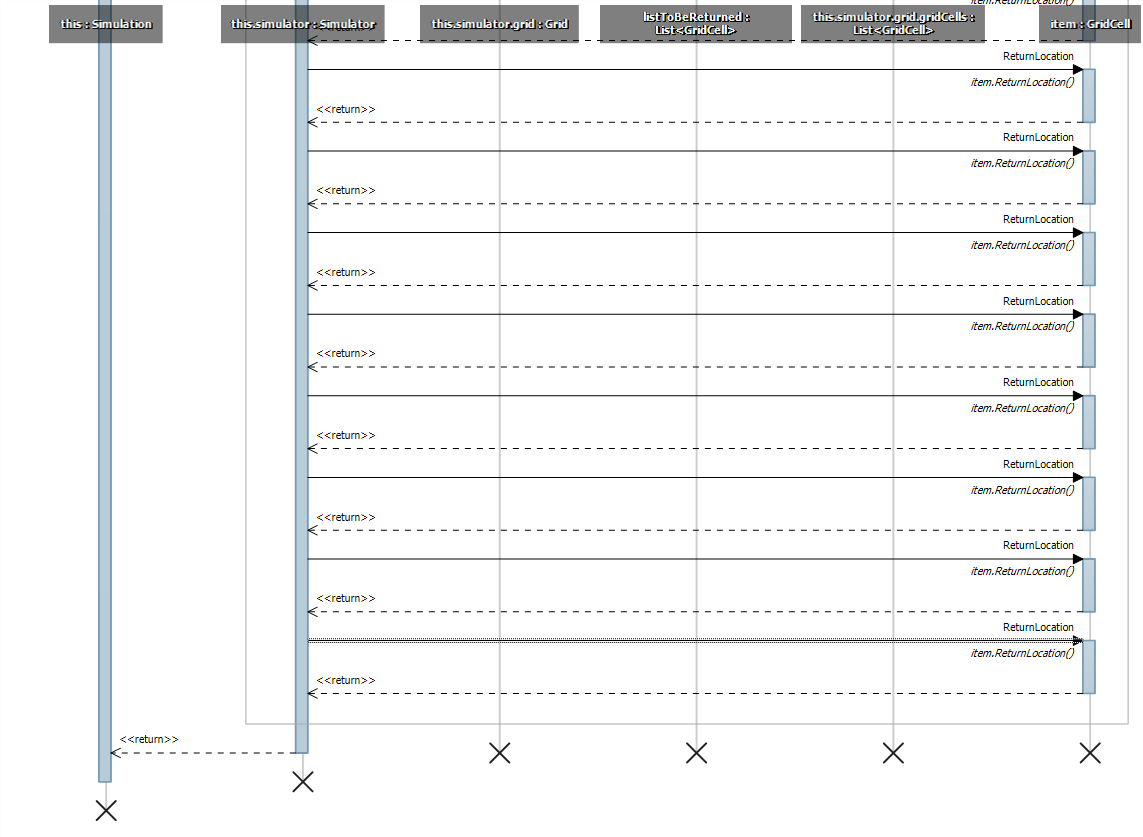 item.ReturnLocation()
this : Simulation
this.simulator : Simulator
this.simulator.grid : Grid
listToBeReturned :
List<GridCell>
this.simulator.grid.gridCells :
List<GridCell>
item : GridCell
<<return>>
ReturnLocation
item.ReturnLocation()
<<return>>
ReturnLocation
item.ReturnLocation()
<<return>>
ReturnLocation
item.ReturnLocation()
<<return>>
ReturnLocation
item.ReturnLocation()
<<return>>
ReturnLocation
item.ReturnLocation()
<<return>>
ReturnLocation
item.ReturnLocation()
<<return>>
ReturnLocation
item.ReturnLocation()
<<return>>
ReturnLocation
item.ReturnLocation()
<<return>>
<<return>>